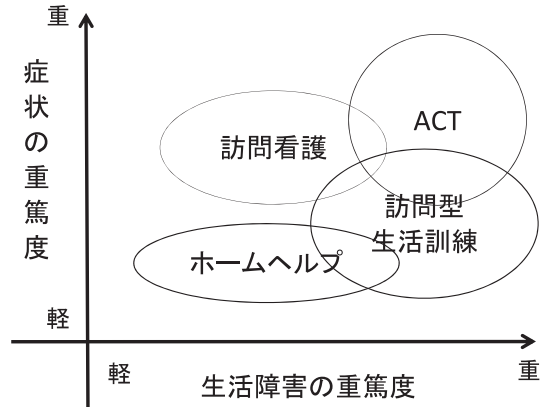 重
症状の重篤度
軽
ACT
訪問看護
訪問型
生活訓練
ホームヘルプ
軽
生活障害の重篤度
重